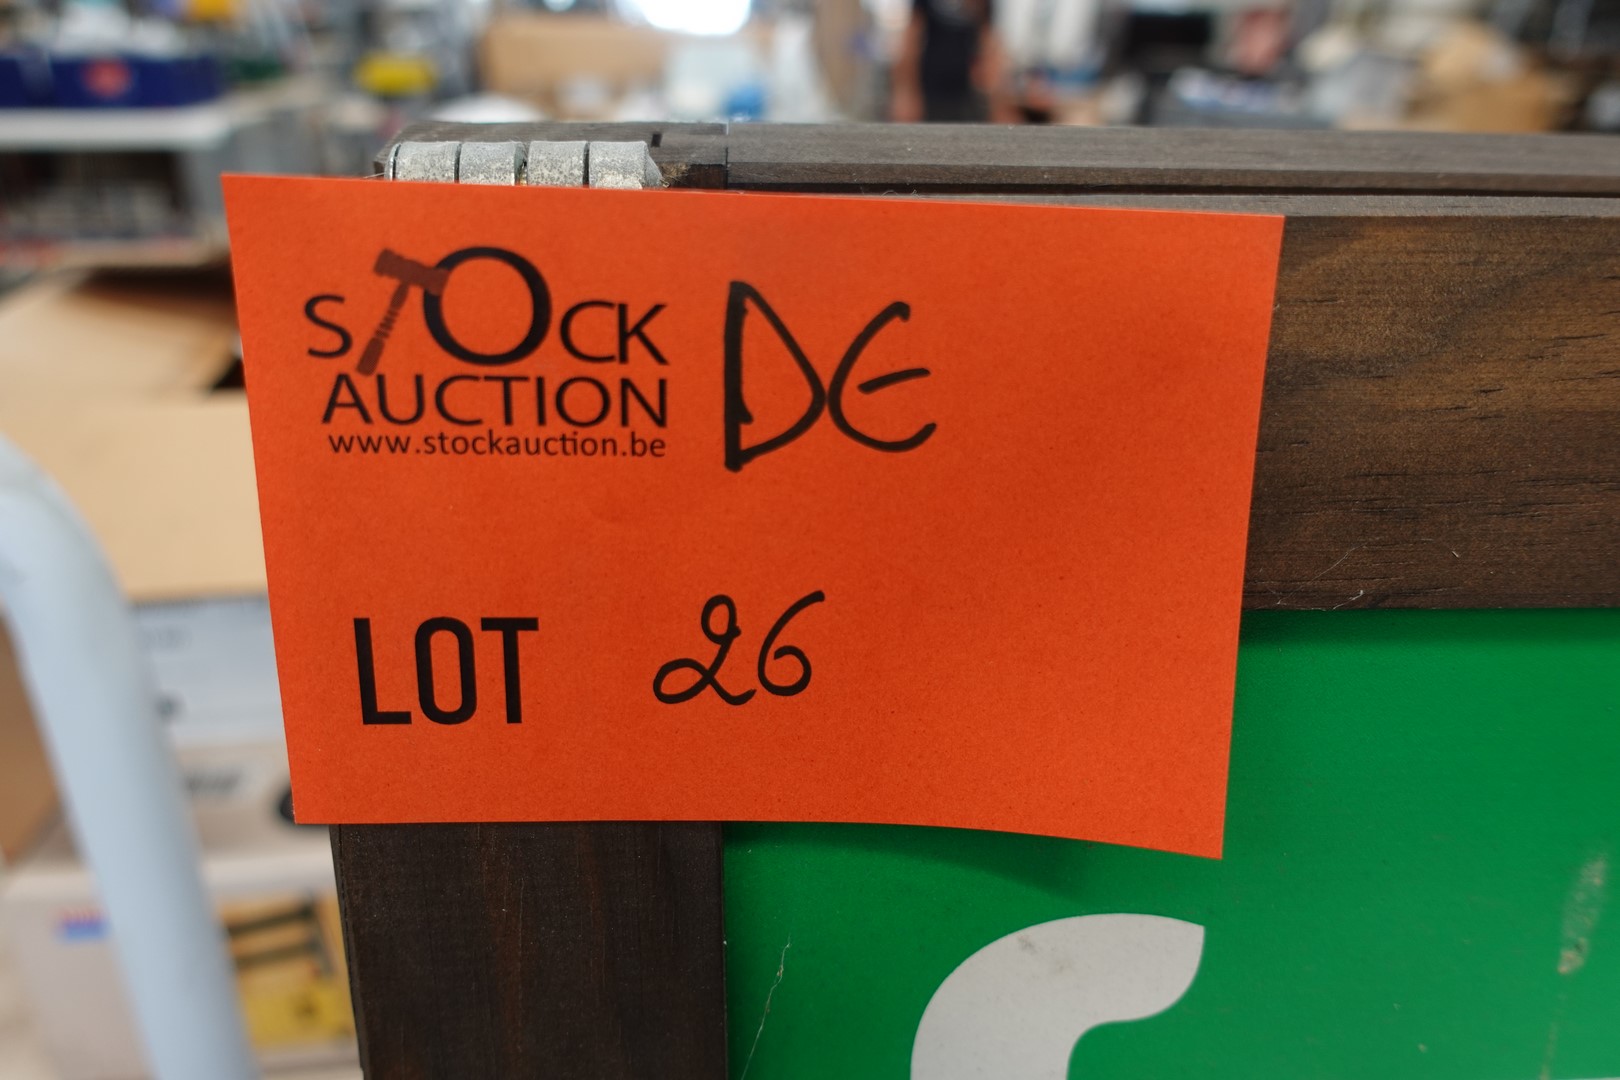 STOCK DE
AUCTION
www.stockauction.be
LOT 26